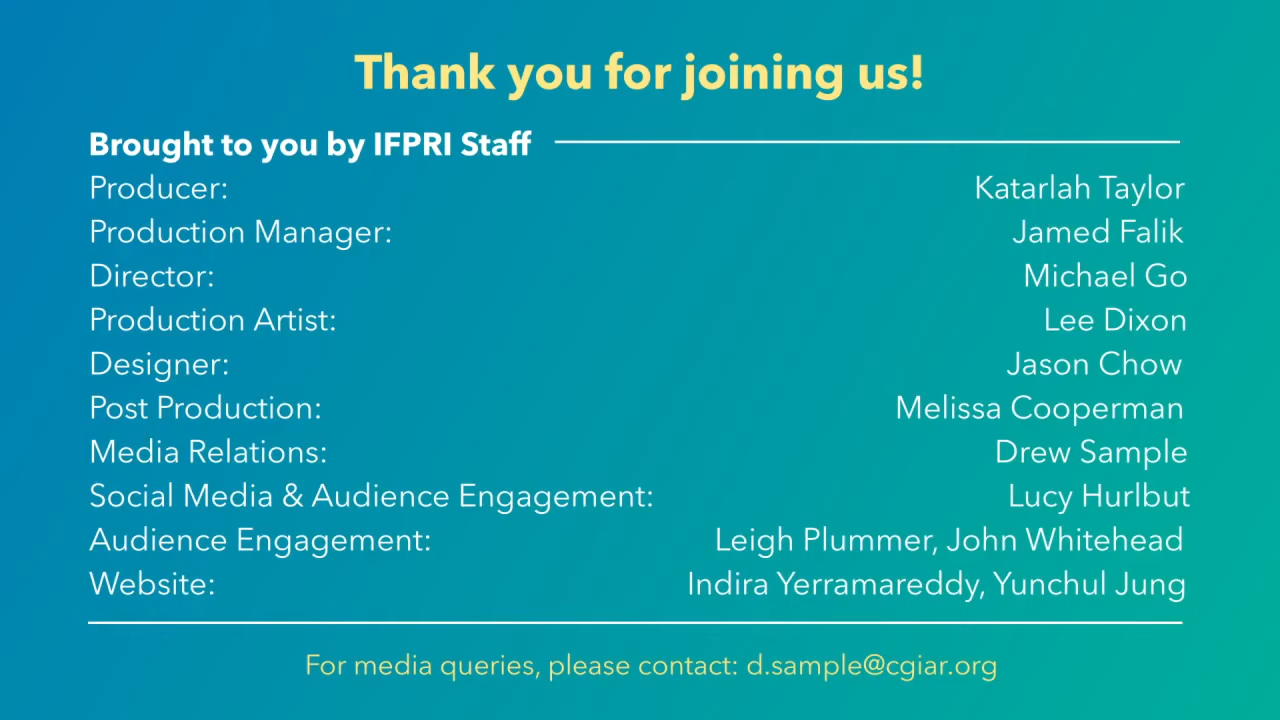 Thank you for joining us!
Brought to you by IFPRI Staff
Producer: Katarlah Taylor
Production Manager: Jamed Falik
Director: Michael Go
Production Artist: Lee Dixon
Designer: Jason Chow
Post Production: Melissa Cooperman
Media Relations: Drew Sample
Social Media & Audience Engagement: Lucy Hurlbut
Audience Engagement: Leigh Plummer, John Whitehead
Website: Indira Yerramareddy, Yunchul Jung
For media queries, please contact: d.sample@cgiar.org